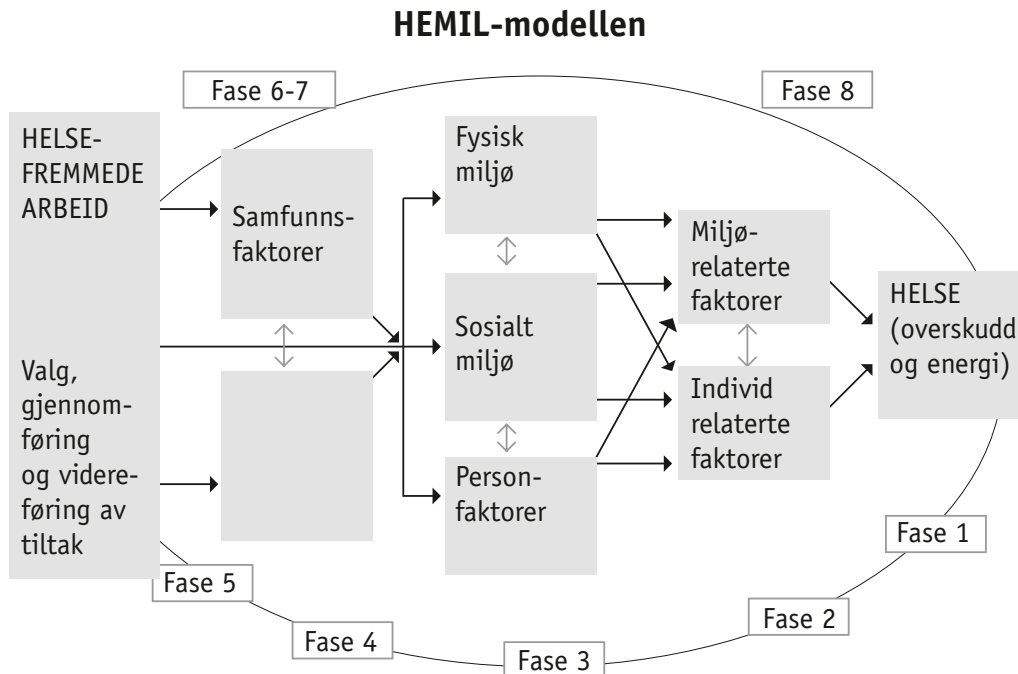 HEMIL-modellen
Fase 6-7
Fase 8
HELSE-
FREMMEDE
ARBEID
Valg,
gjennom-
føring
og videre-
føring av
tiltak
Samfunns-
faktorer
Fysisk
miljø
Sosialt
miljø
Person-
faktorer
Miljø-
relaterte
faktorer
Individ
relaterte
faktorer
HELSE
(overskudd
og energi)
Fase 1
Fase 2
Fase 3
Fase 4
Fase 5